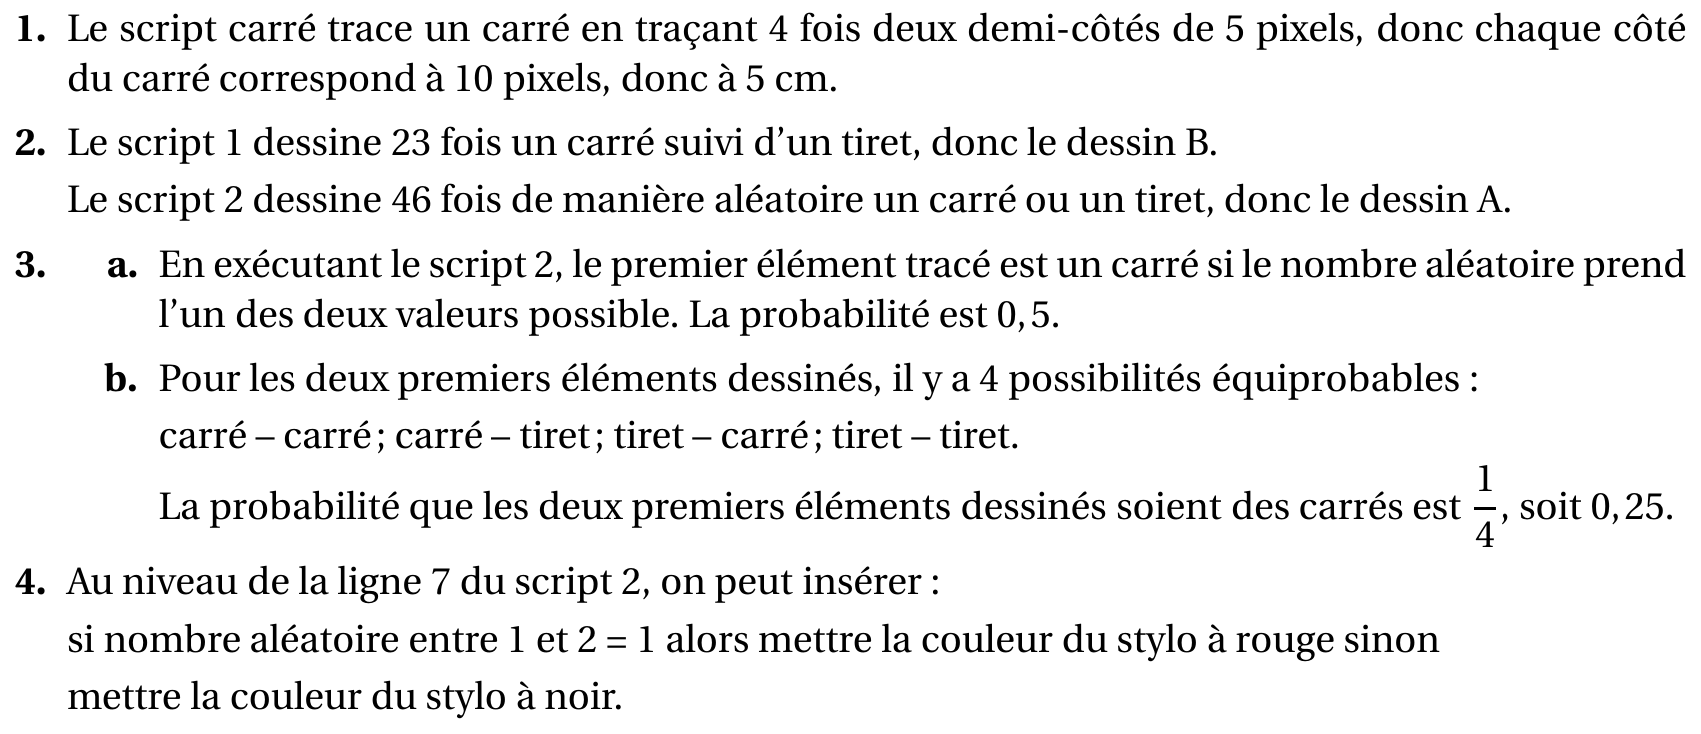 1. Le script carré trace un carré en traçant 4 fois deux demi-côtés de 5 pixels, donc chaque côté
du carré correspond à 10 pixels, donc à 5 cm.
2. Le script 1 dessine 23 fois un carré suivi d’un tiret, donc le dessin B.
Le script 2 dessine 46 fois de manière aléatoire un carré ou un tiret, donc le dessin A.
3. a. En exécutant le script 2, le premier élément tracé est un carré si le nombre aléatoire prend
l’un des deux valeurs possible. La probabilité est 0,5.
b. Pour les deux premiers éléments dessinés, il y a 4 possibilités équiprobables :
carré – carré ; carré – tiret ; tiret – carré ; tiret – tiret.
La probabilité que les deux premiers éléments dessinés soient des carrés est 1/4, soit 0,25.
4. Au niveau de la ligne 7 du script 2, on peut insérer :
si nombre aléatoire entre 1 et 2 = 1 alors mettre la couleur du stylo à rouge sinon
mettre la couleur du stylo à noir.